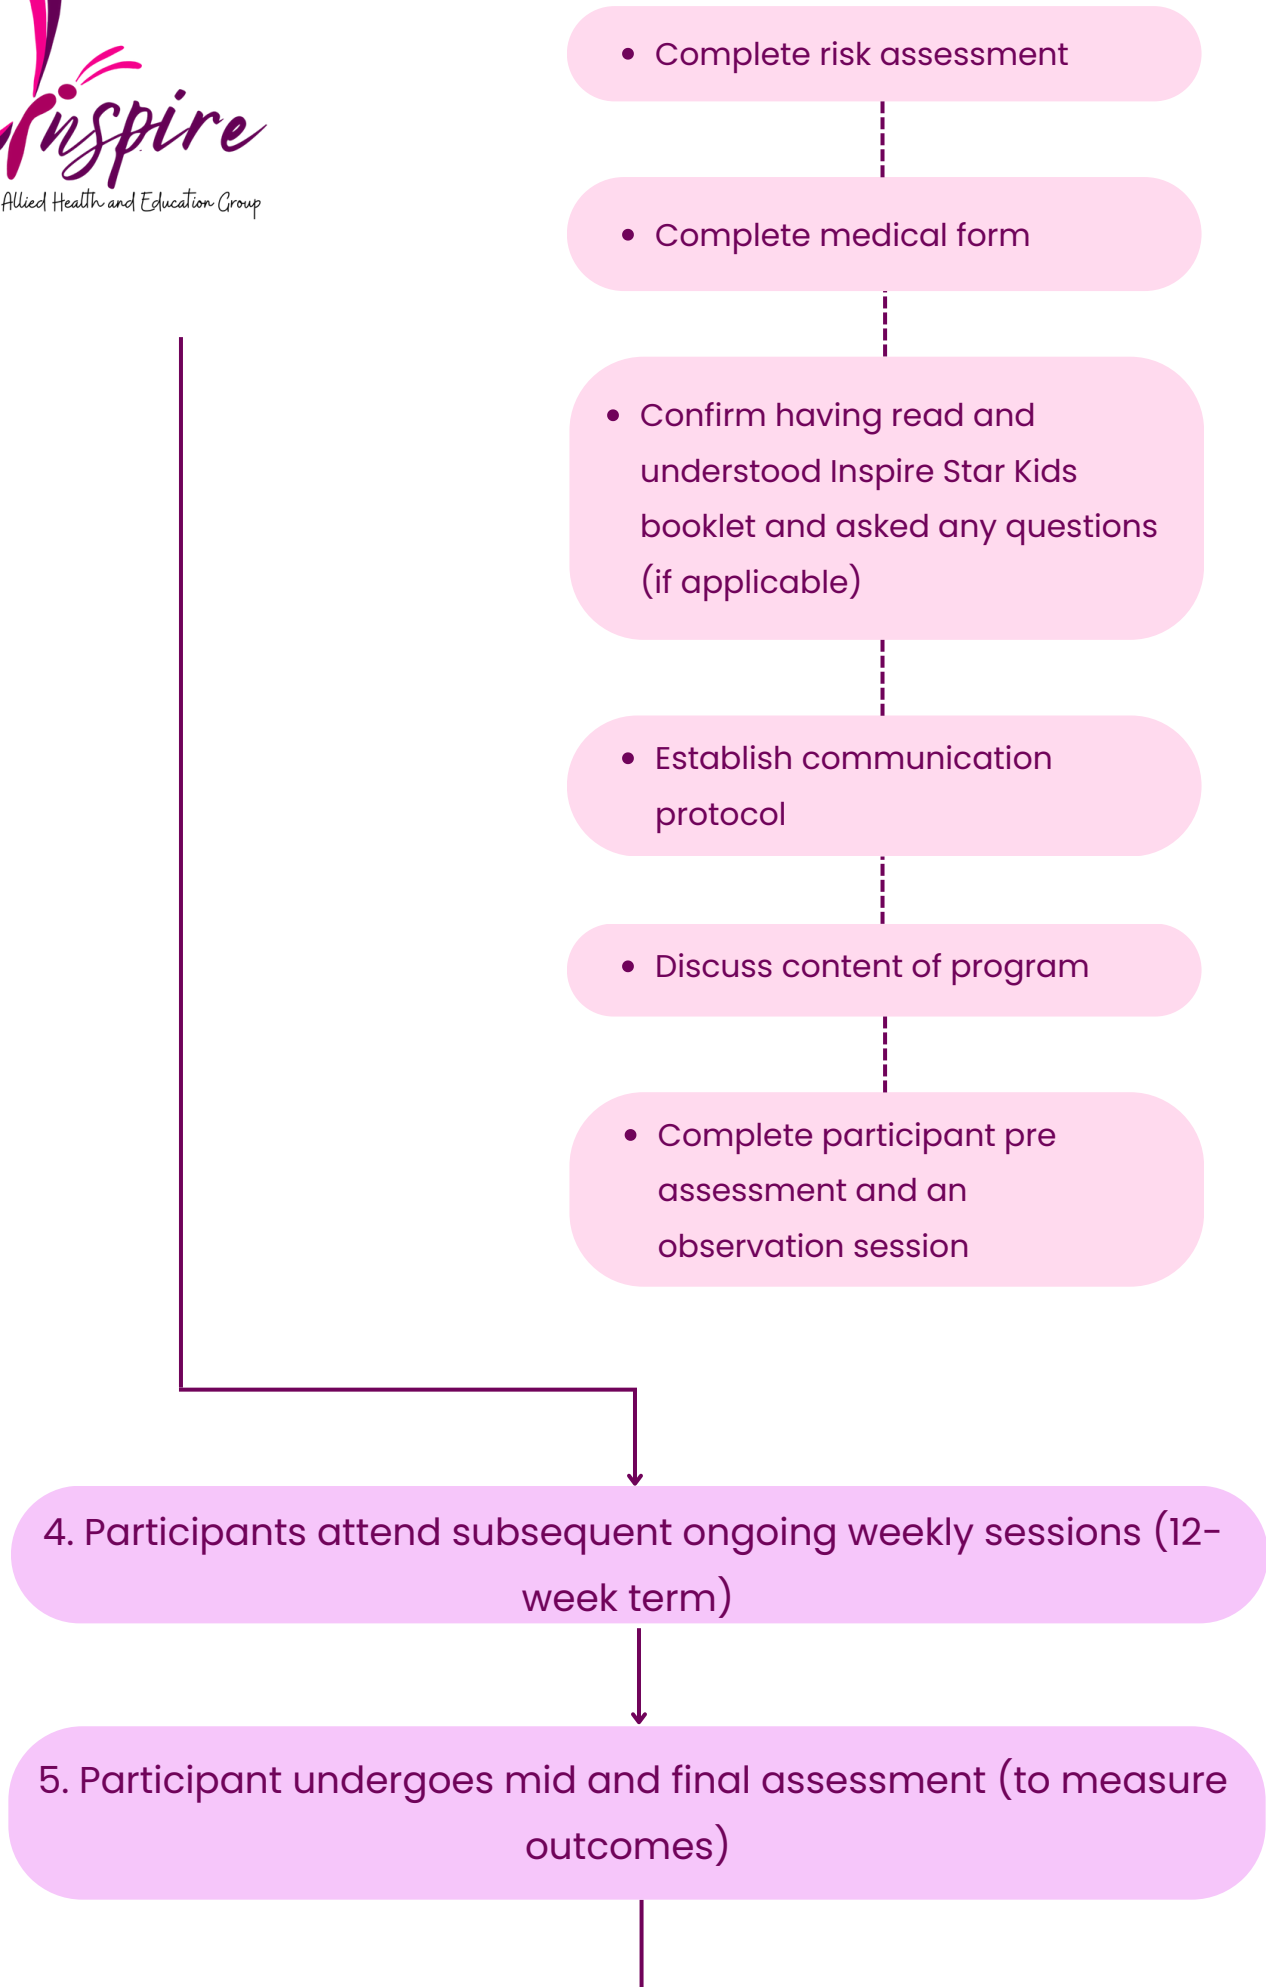 Inspire
Allied Health and Education Group
• Complete risk assessment
• Complete medical form
• Confirm having read and
understood Inspire Star Kids
booklet and asked any questions
(if applicable)
• Establish communication
protocol
• Discuss content of program
• Complete participant pre
assessment and an
observation session
4. Participants attend subsequent ongoing weekly sessions (12-
week term)
5. Participant undergoes mid and final assessment (to measure
outcomes)